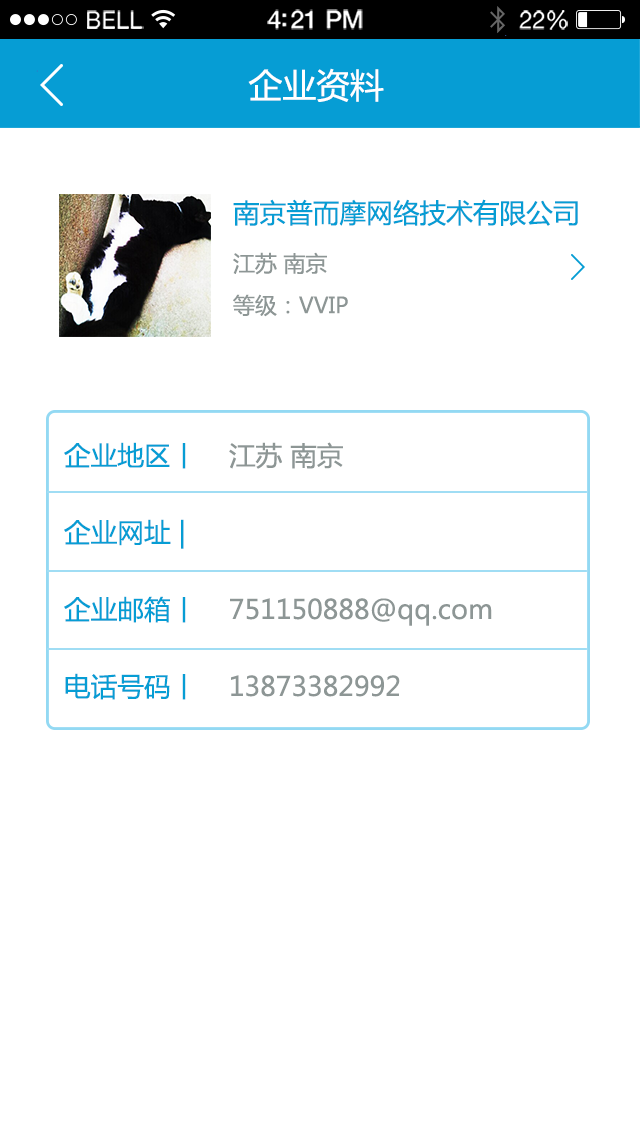 BELL 4:21 PM 22%
企业资料
南京普而摩网络技术有限公司
江苏 南京
等级：VVIP
企业地区 | 江苏 南京
企业网址 |
企业邮箱 | 751150888@qq.com
电话号码 | 13873382992